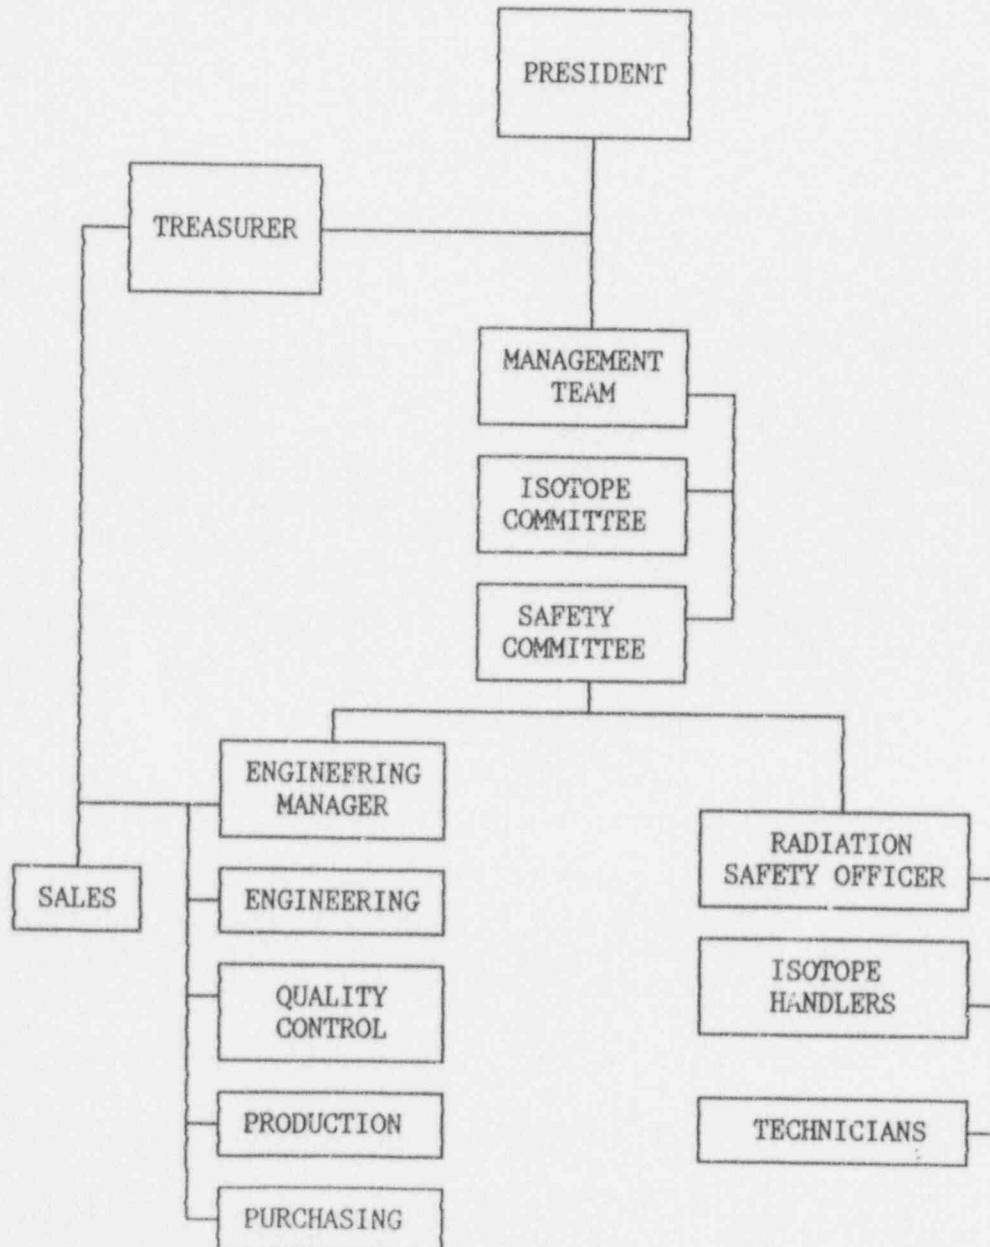 PRESIDENT
TREASURER
MANAGEMENT
TEAM
ISOTOPE
COMMITTEE
SAFETY
COMMITTEE
ENGINEFRING
MANAGER
RADIATION
SAFETY OFFICER
SALES
ENGINEERING
ISOTOPE
HANDLERS
QUALITY
CONTROL
PRODUCTION
TECHNICIANS
PURCHASING